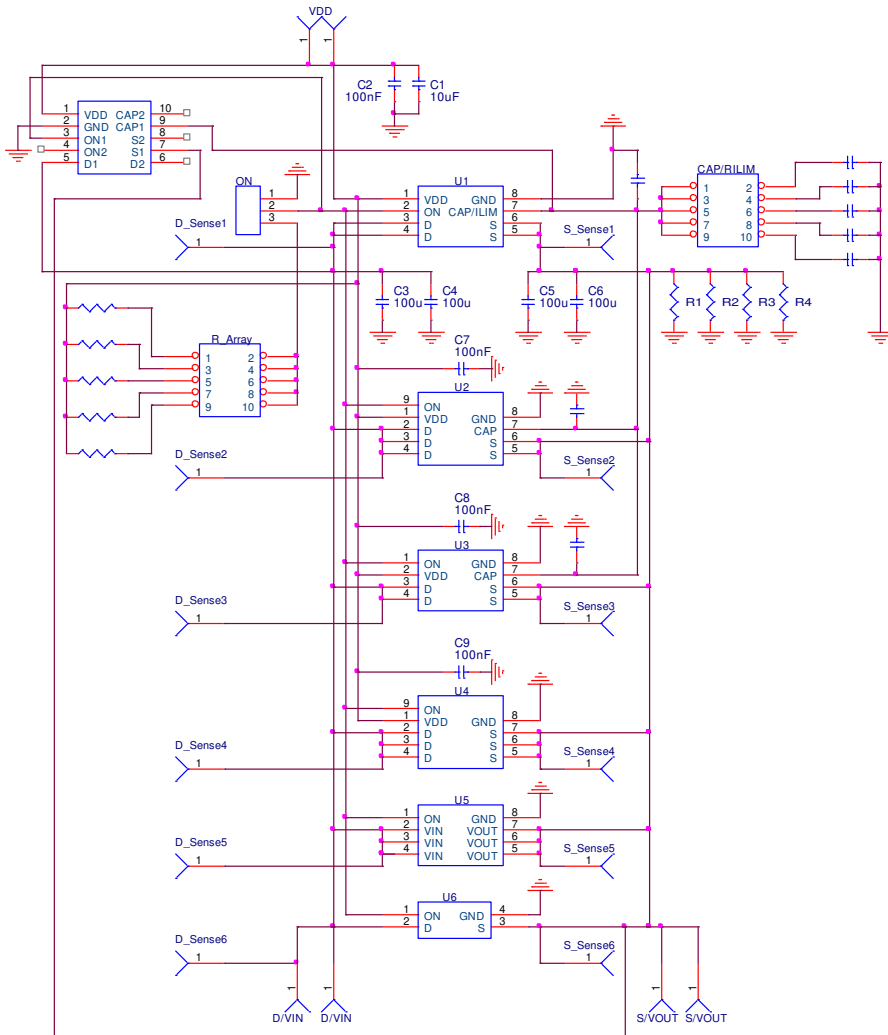 VDD
1 1
C2 100nF
C1 10uF
1 VDD CAP2 10
2 GND CAP1 9
3 ON1 S2 8
4 ON2 S1 7
5 D1 D2 6
ON
1
2
3
U1
1 VDD GND 8
2 ON CAP/ILIM 7
3 D S 6
4 D S 5
CAP/RILIM
1 2
3 4
5 6
7 8
9 10
D_Sense1
1
S_Sense1
1
C3 100u
C4 100u
C5 100u
C6 100u
R1 R2 R3 R4
R_Array
1 2
3 4
5 6
7 8
9 10
C7
100nF
U2
9 ON
1 VDD GND 8
2 D CAP 7
3 D S 6
4 D S 5
D_Sense2
1
S_Sense2
1
C8
100nF
U3
1 ON GND 8
2 VDD CAP 7
3 D S 6
4 D S 5
D_Sense3
1
S_Sense3
1
C9
100nF
U4
9 ON
1 VDD GND 8
2 D S 7
3 D S 6
4 D S 5
D_Sense4
1
S_Sense4
1
U5
1 ON GND 8
2 VIN VOUT 7
3 VIN VOUT 6
4 VIN VOUT 5
D_Sense5
1
S_Sense5
1
U6
1 ON GND 4
2 D S 3
D_Sense6
1
S_Sense6
1
1 1 1 1
D/VIN D/VIN S/VOUT S/VOUT